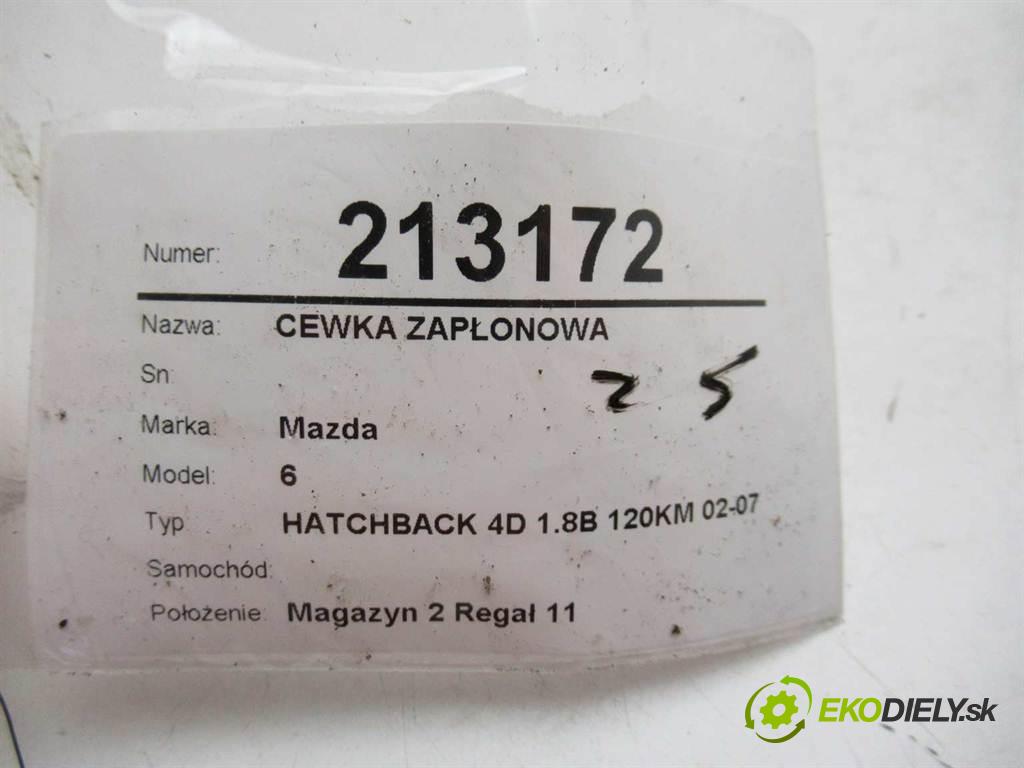 Numer: 213172
Nazwa: CEWKA ZAPŁONOWA
Sn:
2 5
Marka: Mazda
Model: 6
Typ HATCHBACK 4D 1.8B 120KM 02-07
Samochód:
Położenie: Magazyn 2 Regał 11
EKODIELY.sk